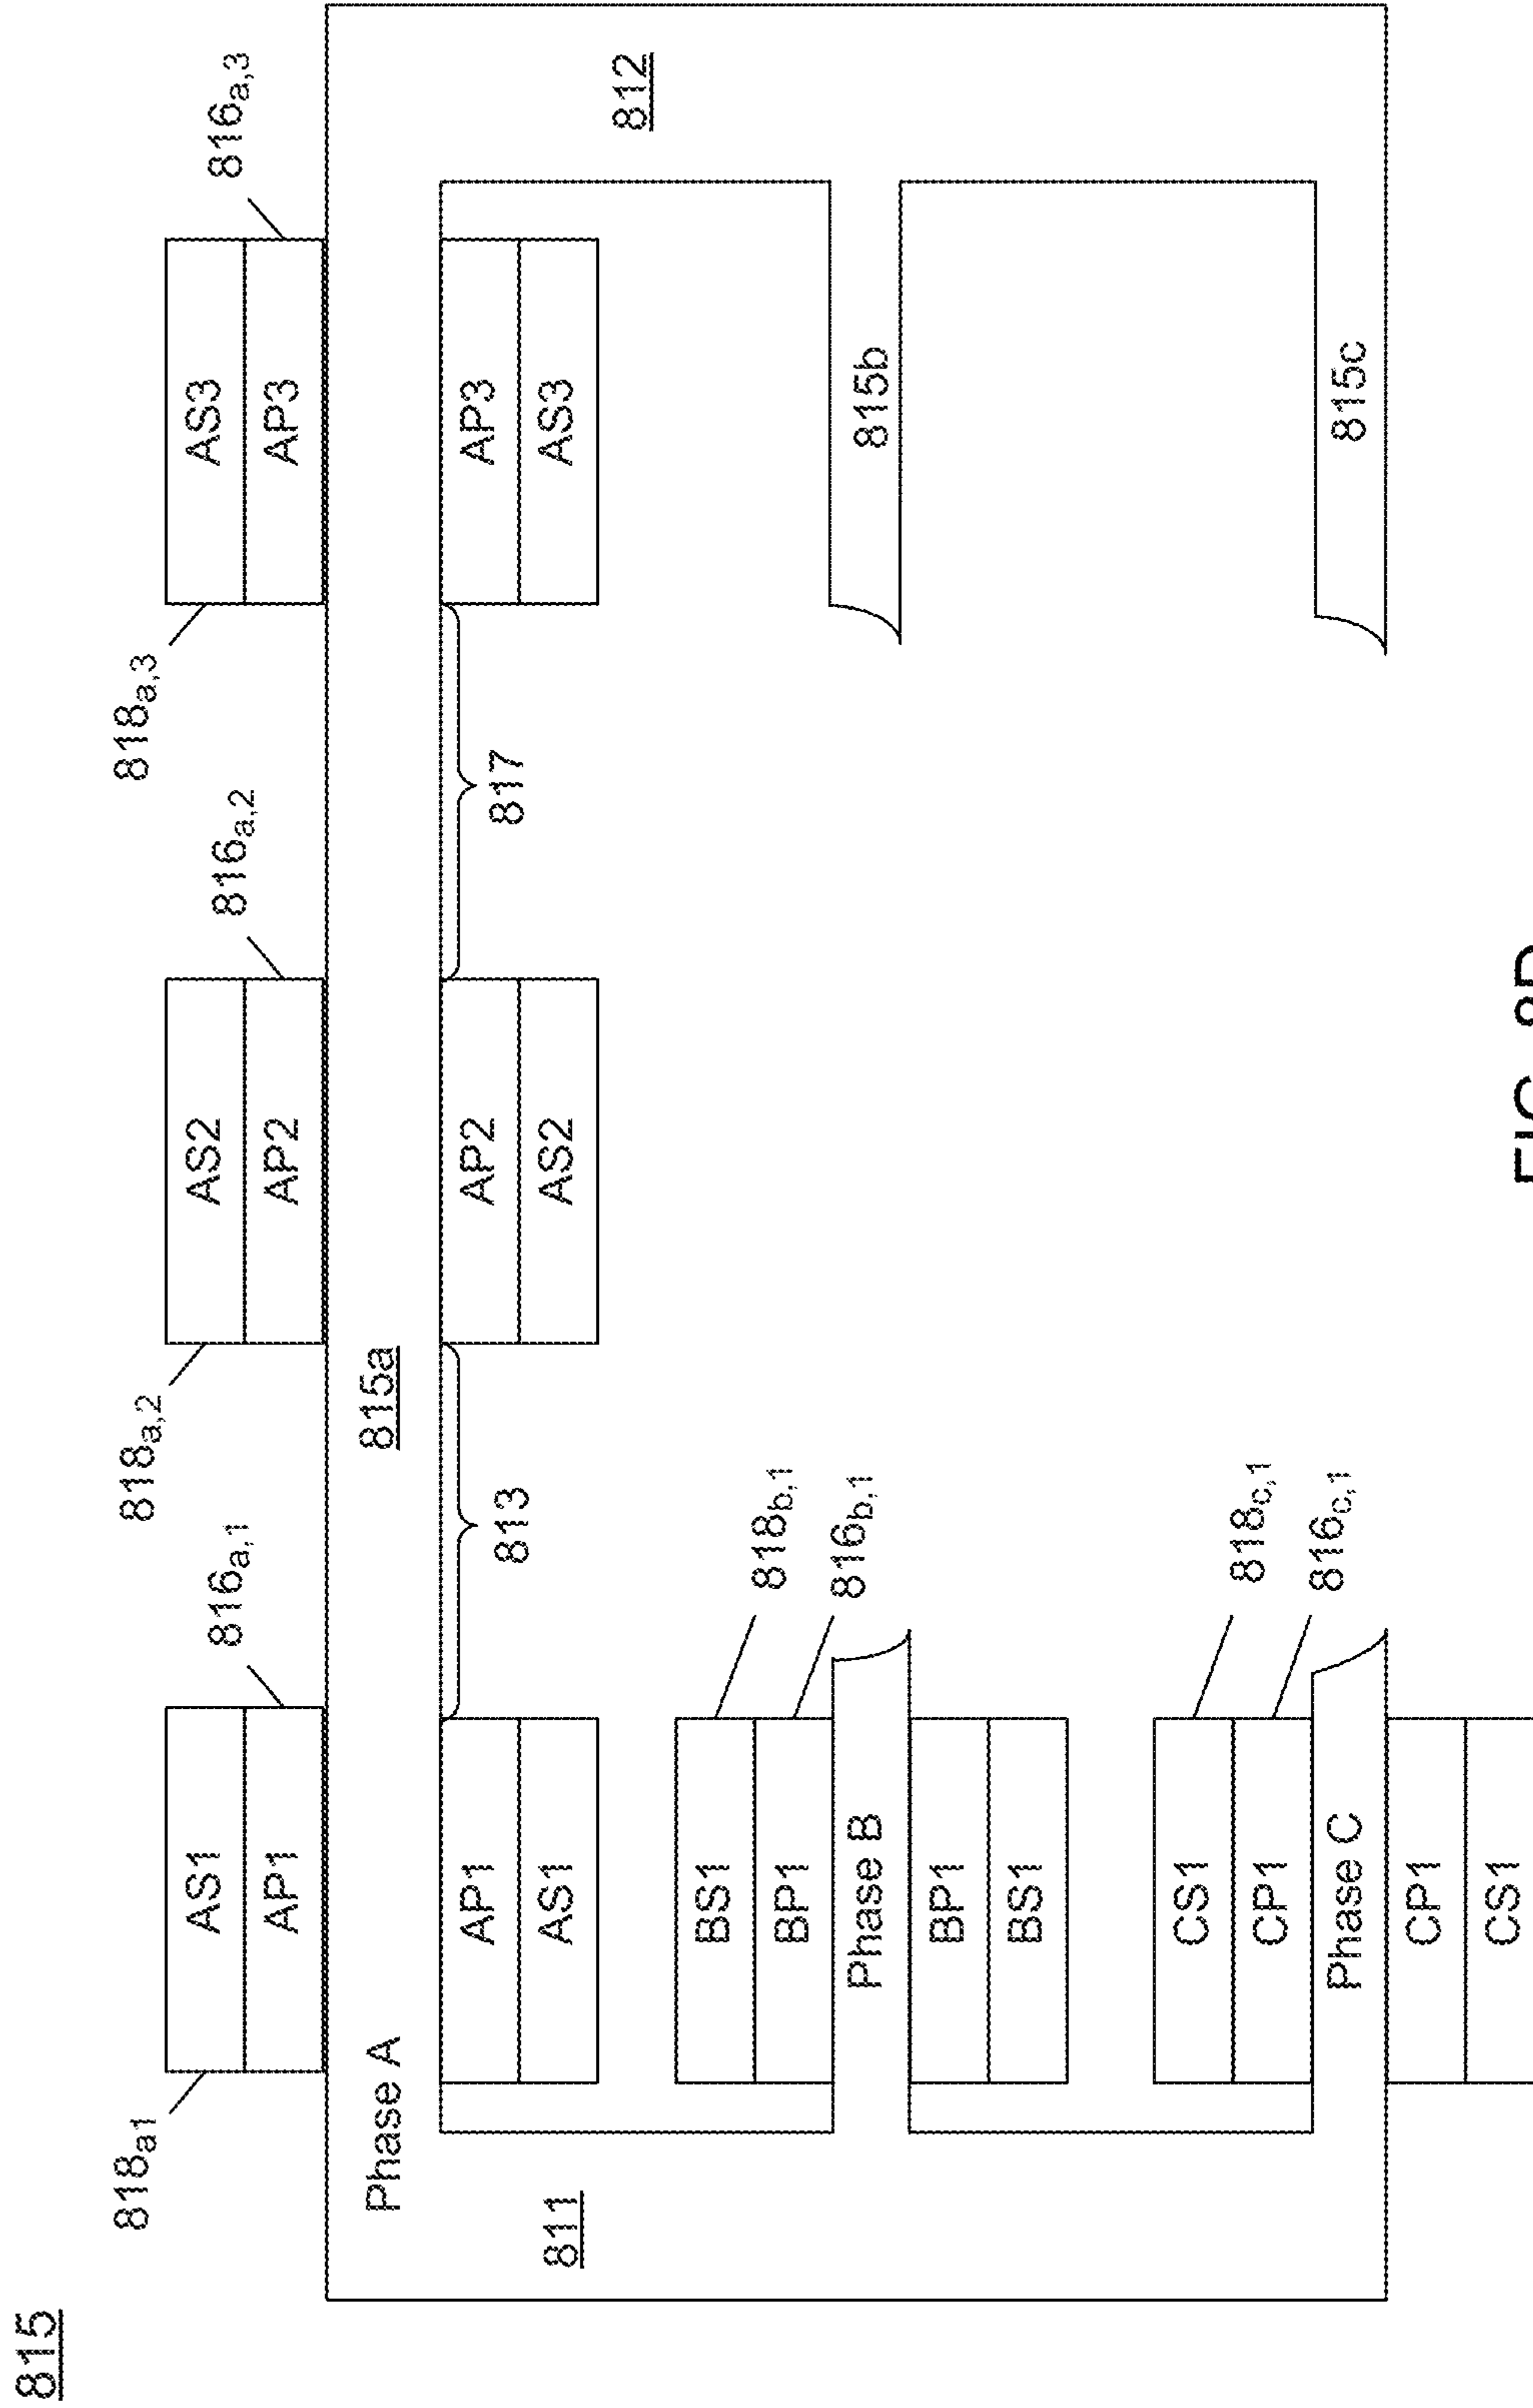 815
818a1
816a,1
818a,2
816a,2
818a,3
816a,3
AS1
AS2
AS3
AP1
AP2
AP3
Phase A
815a
AP1
813
AP2
817
AP3
AS1
AS2
AS3
811
812
BS1
818b,1
BP1
816b,1
Phase B
815b
BP1
BS1
CS1
818c,1
CP1
816c,1
Phase C
815c
CP1
CS1